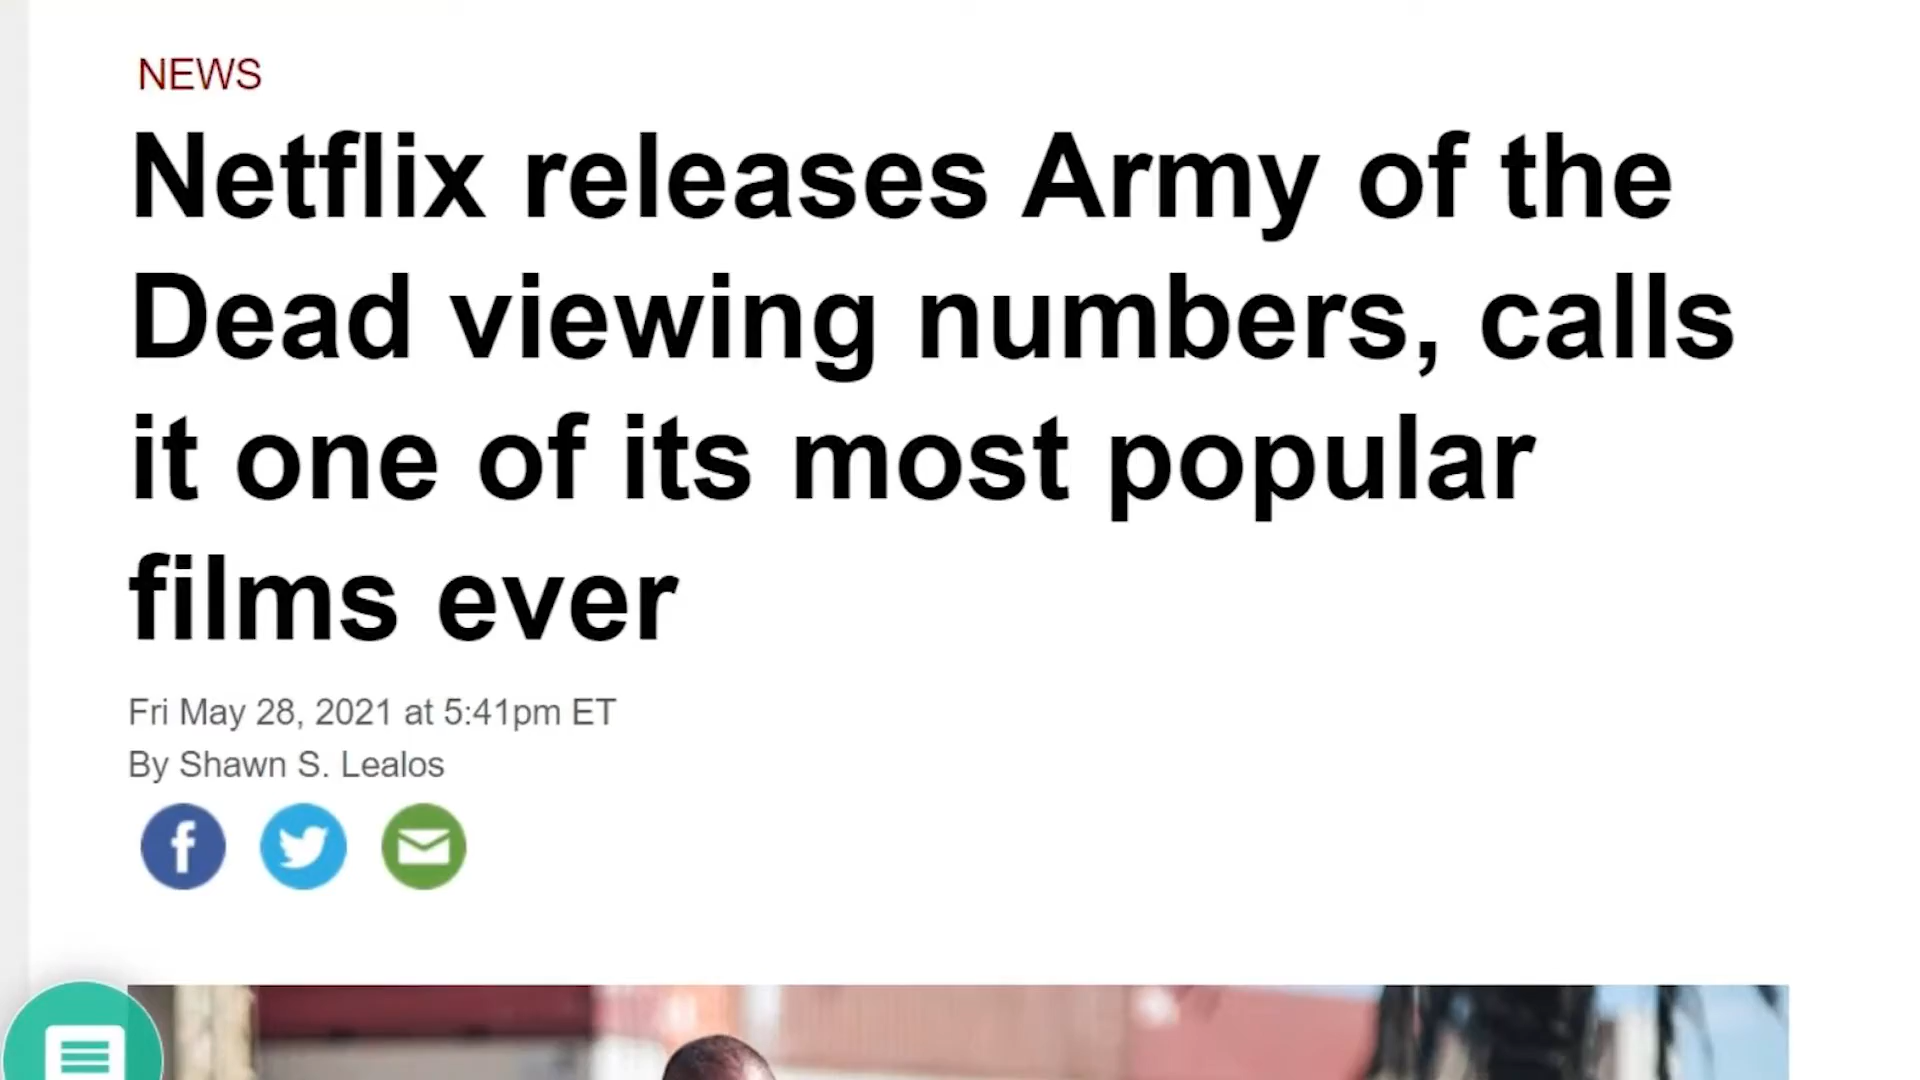 NEWS
Netflix releases Army of the
Dead viewing numbers, calls
it one of its most popular
films ever
Fri May 28, 2021 at 5:41pm ET
By Shawn S. Lealos